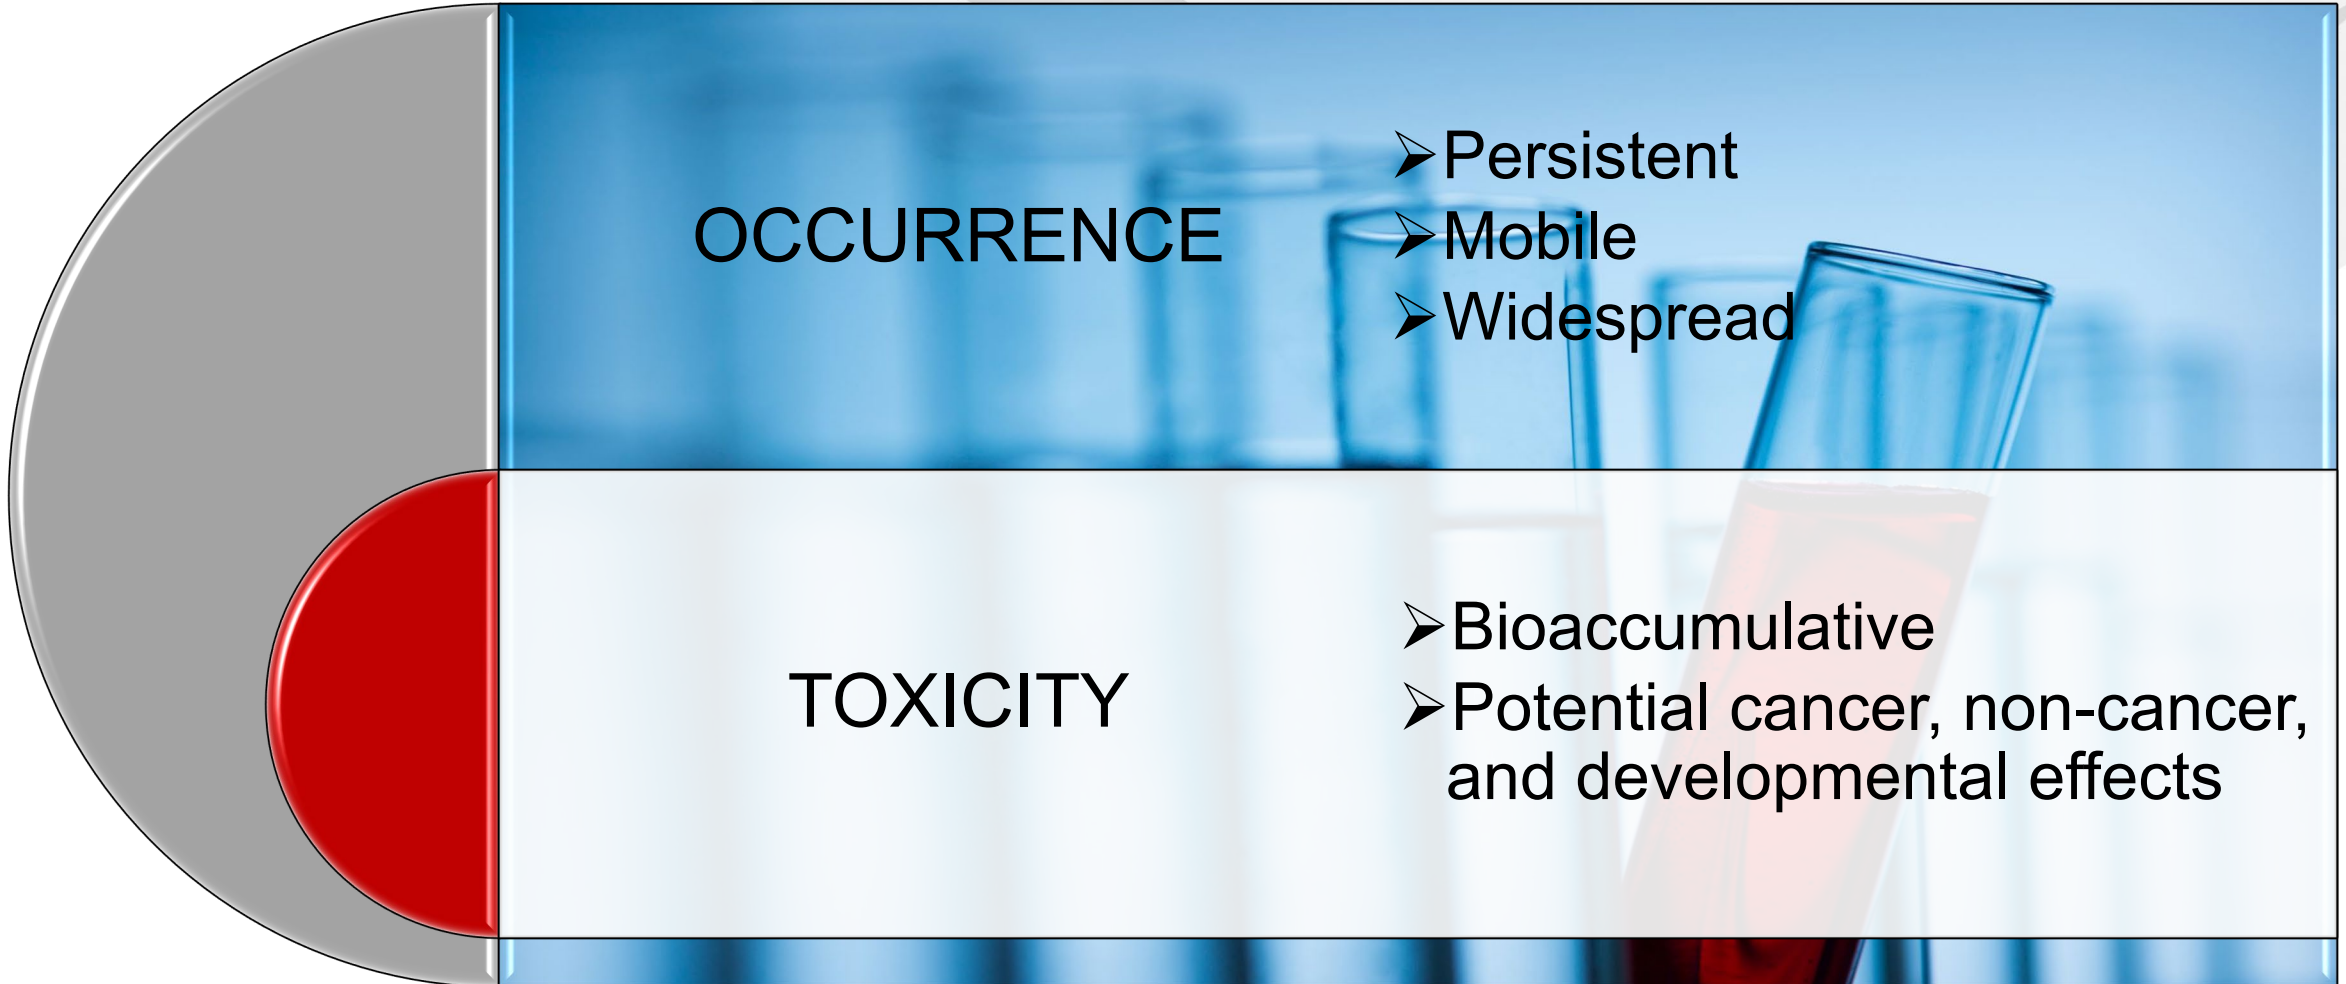 OCCURRENCE
➢Persistent
➢Mobile
➢Widespread
TOXICITY
➢Bioaccumulative
➢Potential cancer, non-cancer,
and developmental effects